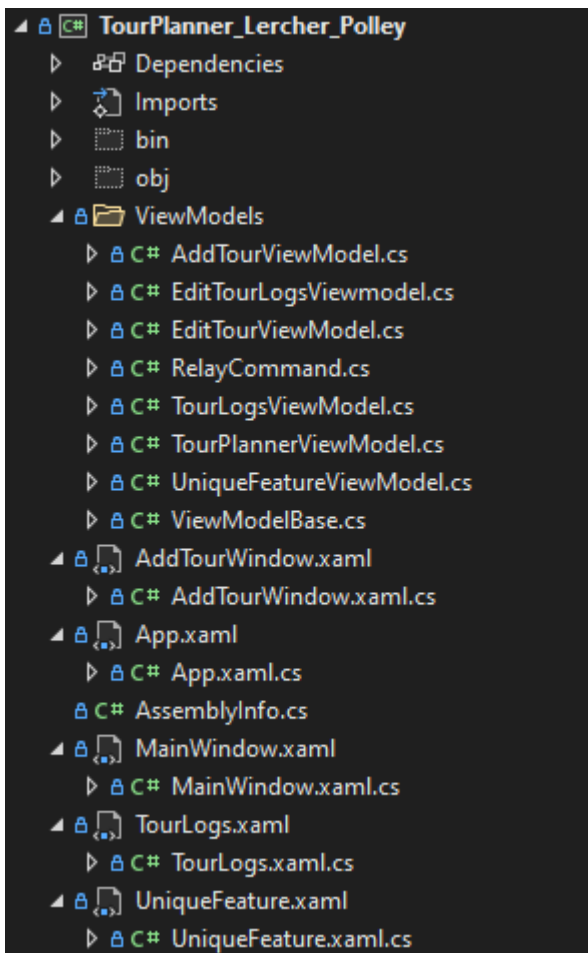 C# TourPlanner_Lercher_Polley
Dependencies
Imports
bin
obj
ViewModels
C# AddTourViewModel.cs
C# EditTourLogsViewmodel.cs
C# EditTourViewModel.cs
C# RelayCommand.cs
C# TourLogsViewModel.cs
C# TourPlannerViewModel.cs
C# UniqueFeatureViewModel.cs
C# ViewModelBase.cs
AddTourWindow.xaml
C# AddTourWindow.xaml.cs
App.xaml
C# App.xaml.cs
C# AssemblyInfo.cs
MainWindow.xaml
C# MainWindow.xaml.cs
TourLogs.xaml
C# TourLogs.xaml.cs
UniqueFeature.xaml
C# UniqueFeature.xaml.cs